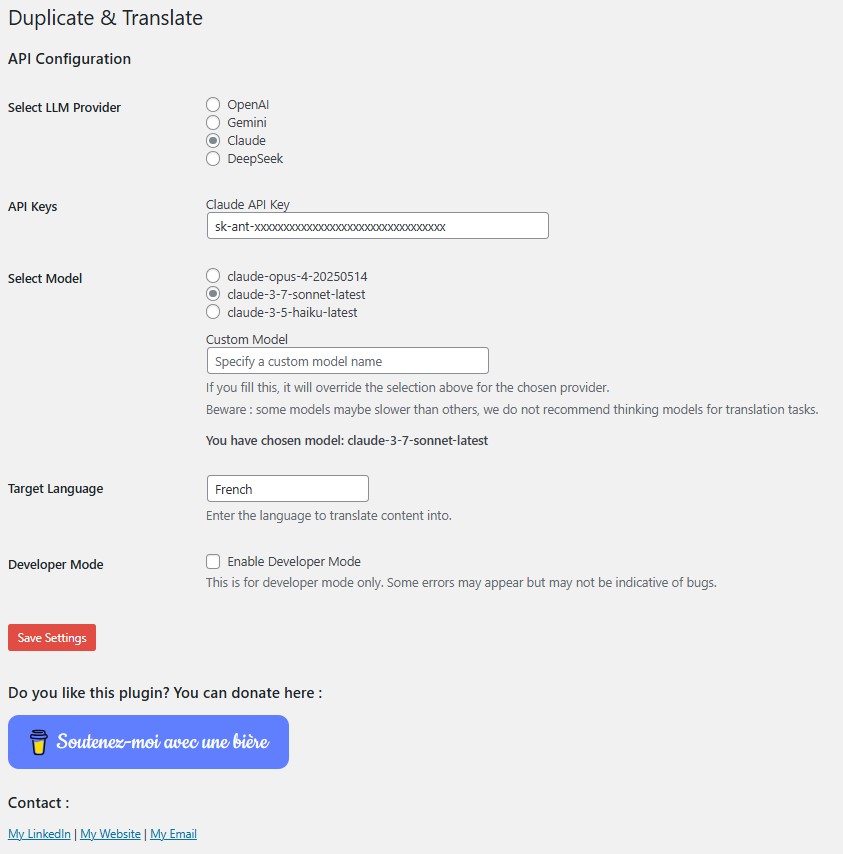 Duplicate & Translate
API Configuration
Select LLM Provider
OpenAI
Gemini
Claude
DeepSeek
API Keys
Claude API Key
sk-ant-xxxxxxxxxxxxxxxxxxxxxxxxxxxxxxxxxx
Select Model
claude-opus-4-20250514
claude-3-7-sonnet-latest
claude-3-5-haiku-latest
Custom Model
Specify a custom model name
If you fill this, it will override the selection above for the chosen provider.
Beware : some models maybe slower than others, we do not recommend thinking models for translation tasks.
You have chosen model: claude-3-7-sonnet-latest
Target Language
French
Enter the language to translate content into.
Developer Mode
Enable Developer Mode
This is for developer mode only. Some errors may appear but may not be indicative of bugs.
Save Settings
Do you like this plugin? You can donate here :
Soutenez-moi avec une bière
Contact :
My LinkedIn | My Website | My Email